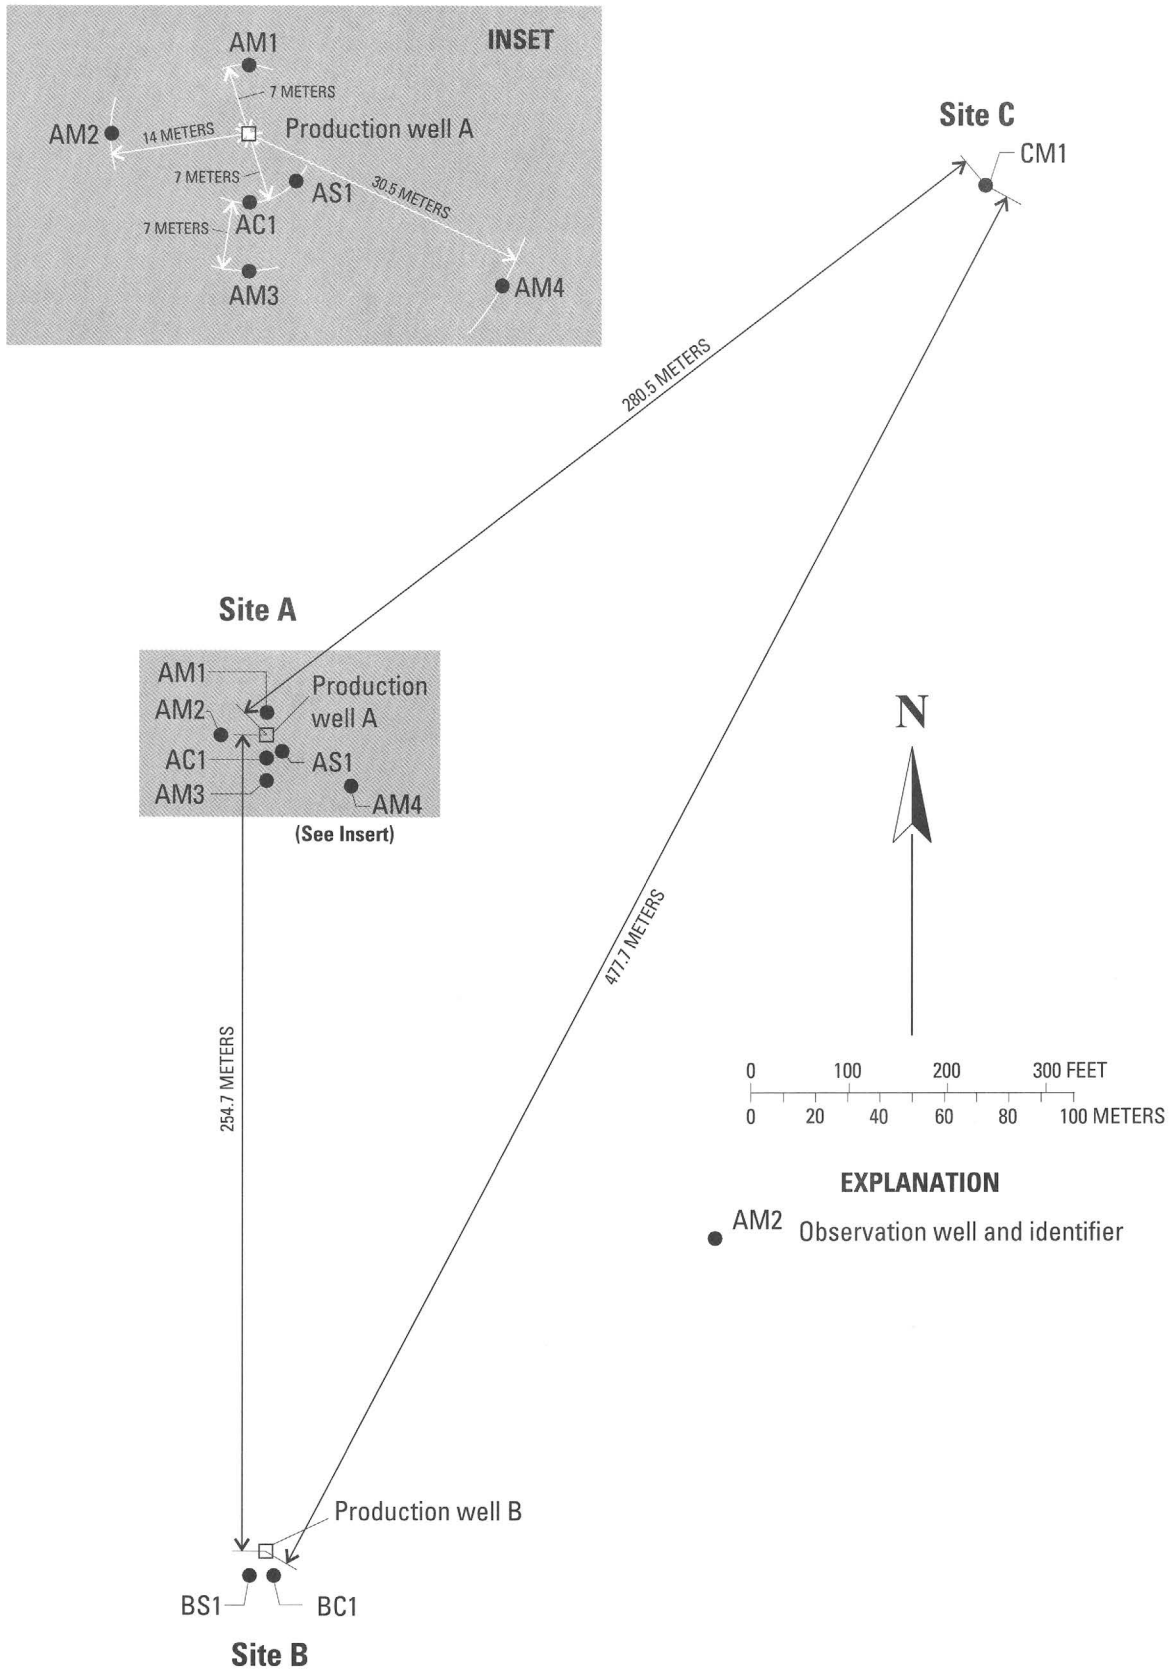 INSET
AM1
7 METERS
AM2
14 METERS
Production well A
7 METERS
AS1
30.5 METERS
7 METERS
AC1
AM3
AM4
Site C
CM1
280.5 METERS
Site A
AM1
Production
well A
AM2
AC1
AS1
AM3
AM4
(See Insert)
N
477.7 METERS
254.7 METERS
0 100 200 300 FEET
0 20 40 60 80 100 METERS
EXPLANATION
AM2 Observation well and identifier
Production well B
BS1
BC1
Site B